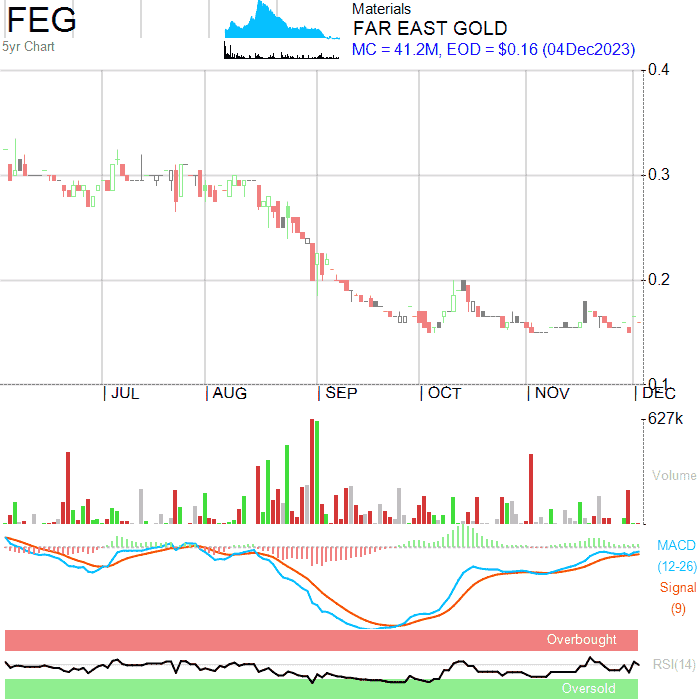 FEG
5yr Chart
Materials
FAR EAST GOLD
MC = 41.2M, EOD = $0.16 (04Dec2023)
0.4
0.3
0.2
0.1
JUL
AUG
SEP
OCT
NOV
DEC
627k
Volume
MACD
(12-26)
Signal
(9)
Overbought
RSI(14)
Oversold